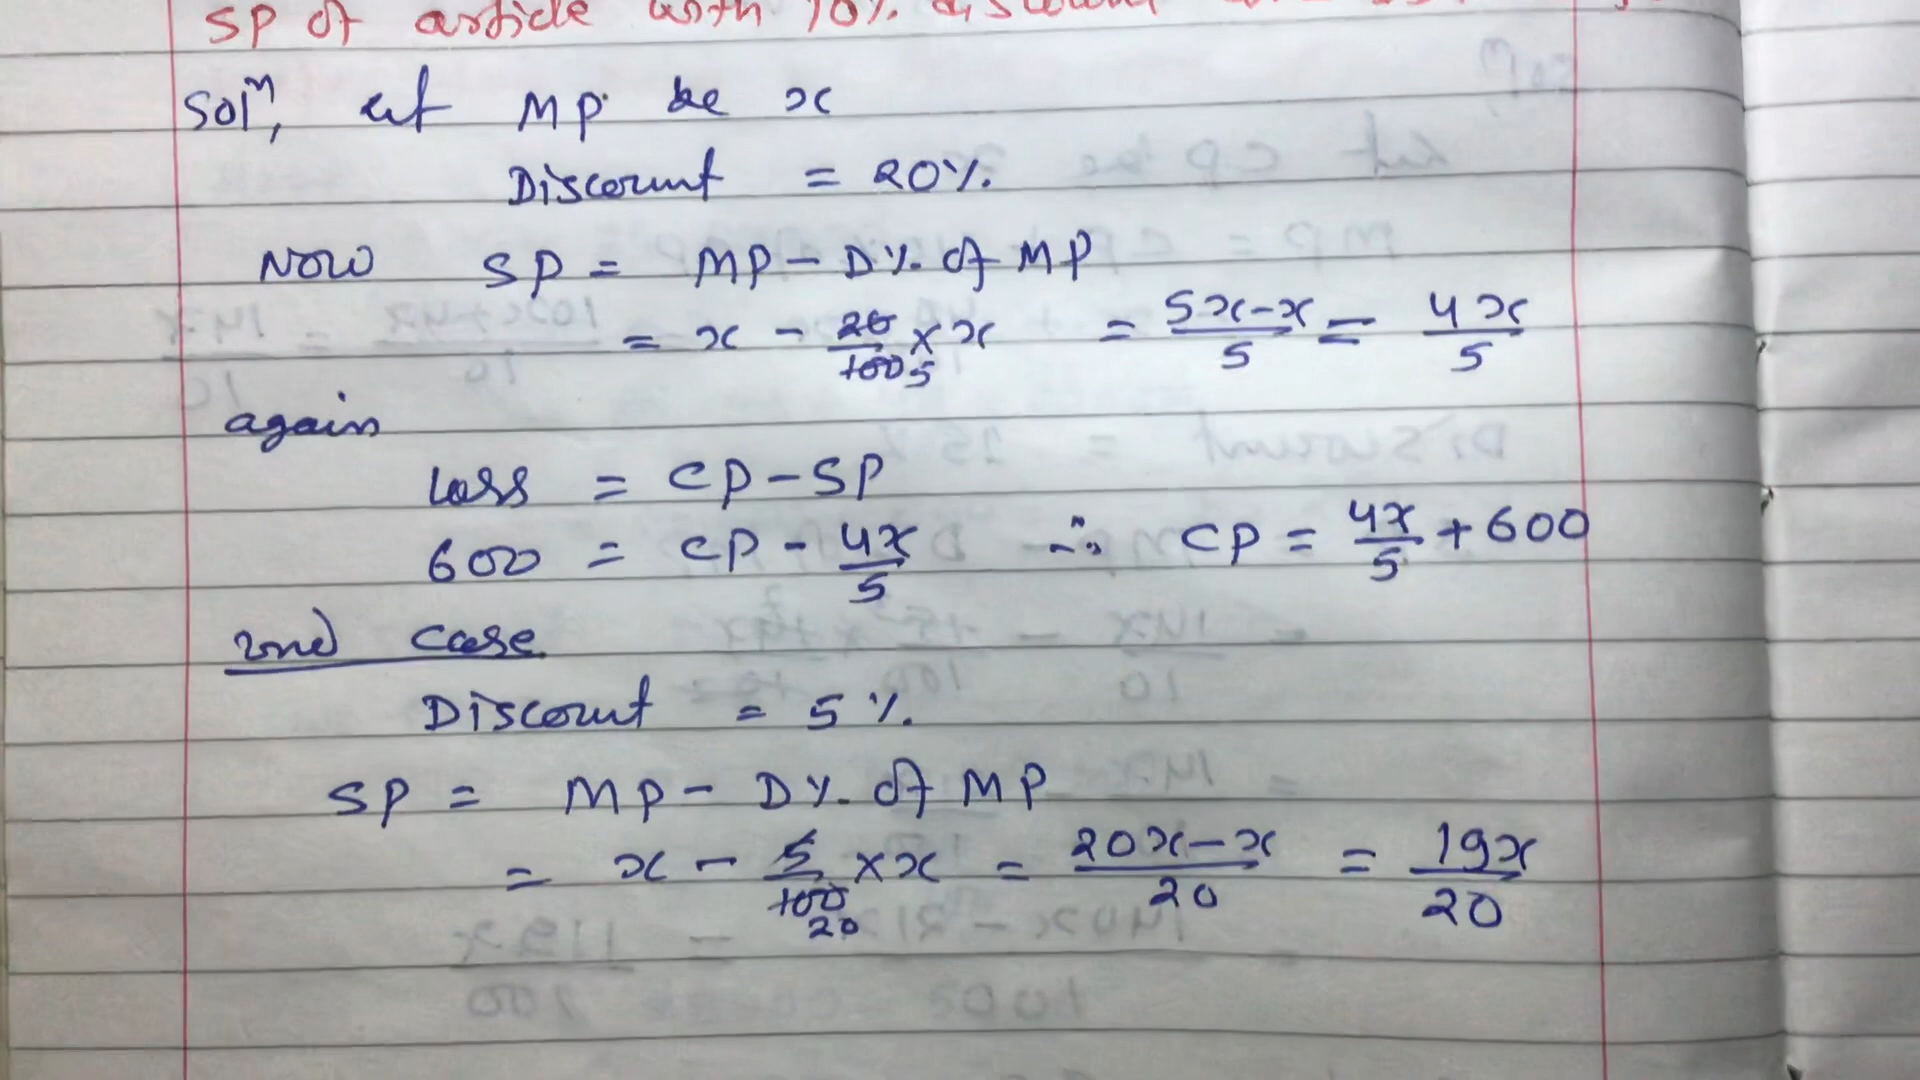 SP of article with 10% discount
Solⁿ, let MP be x
Discount = 20%.
Now SP = MP - D%. of MP
= x - 20/100 5 × x = 5x-x/5 = 4x/5
again
loss = CP - SP
600 = CP - 4x/5 ∴ CP = 4x/5 + 600
2nd case
Discount = 5%.
SP = MP - D%. of MP
= x - 5/100 20 × x = 20x-x/20 = 19x/20